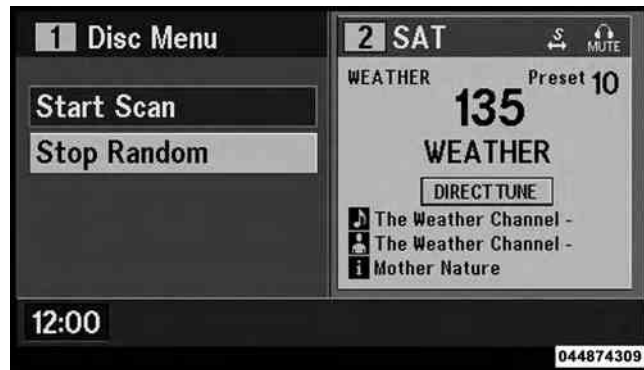 1 Disc Menu
Start Scan
Stop Random
2 SAT
S
MUTE
WEATHER Preset 10
135
WEATHER
DIRECT TUNE
The Weather Channel -
The Weather Channel -
i Mother Nature
12:00
044874309